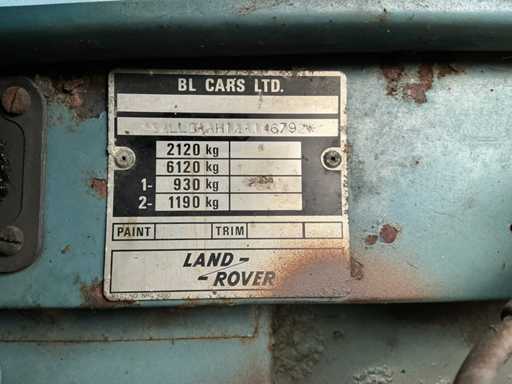 BL CARS LTD.
2120 kg
6120 kg
1- 930 kg
2- 1190 kg
PAINT TRIM
LAND-
-ROVER